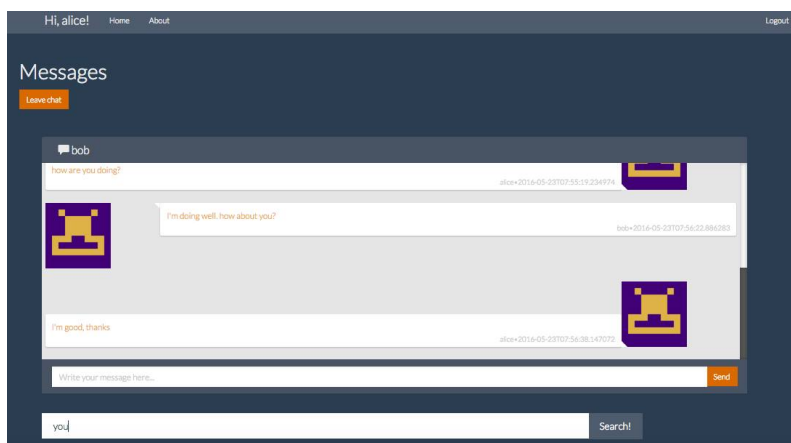 Hi, alice! Home About Logout
Messages
Leave chat
bob
how are you doing?
alice•2016-05-23T07:55:19.234974
I'm doing well. how about you?
bob•2016-05-23T07:56:22.886283
I'm good, thanks
alice•2016-05-23T07:56:38.147072
Write your message here...
Send
you
Search!